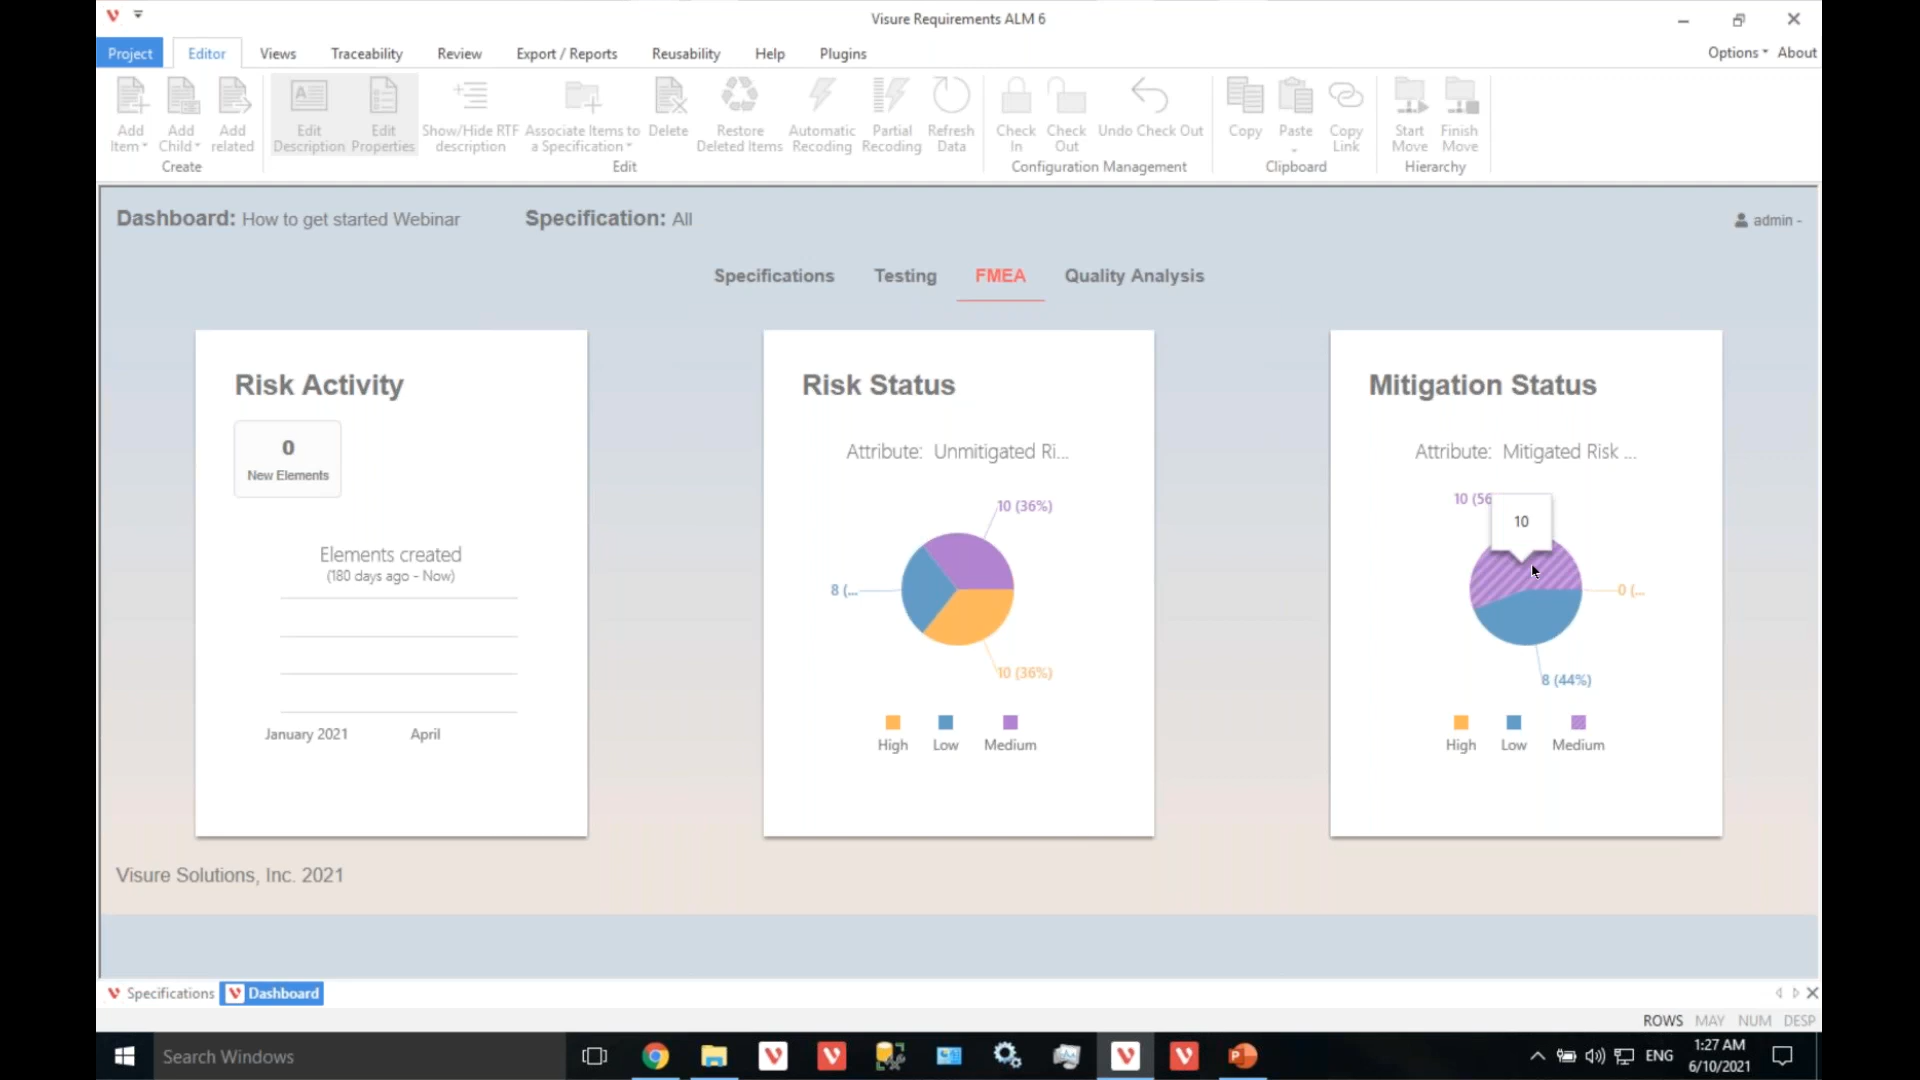 Visure Requirements ALM 6
Project Editor Views Traceability Review Export / Reports Reusability Help Plugins Options About
Add Item
Add Child
Add related
Create
Edit Description
Edit Properties
Show/Hide RTF description
Associate Items to a Specification
Delete
Restore Deleted Items
Automatic Recoding
Partial Recoding
Refresh Data
Edit
Check In
Check Out
Undo Check Out
Configuration Management
Copy
Paste
Copy Link
Clipboard
Start Move
Finish Move
Hierarchy
Dashboard: How to get started Webinar Specification: All admin -
Specifications Testing FMEA Quality Analysis
Risk Activity
0
New Elements
Elements created
(180 days ago - Now)
January 2021 April
Risk Status
Attribute: Unmitigated Ri...
10 (36%)
8 (...
10 (36%)
High Low Medium
Mitigation Status
Attribute: Mitigated Risk ...
10 (56
10
0 (...
8 (44%)
High Low Medium
Visure Solutions, Inc. 2021
Specifications Dashboard
ROWS MAY NUM DESP
Search Windows
ENG
1:27 AM
6/10/2021